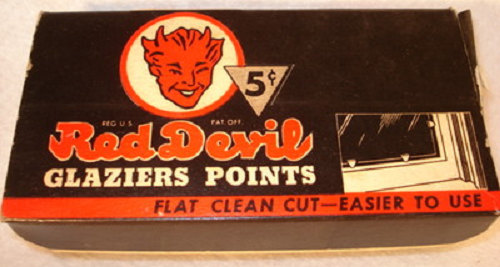 5¢
REG U.S. PAT. OFF.
Red Devil
GLAZIERS POINTS
FLAT CLEAN CUT—EASIER TO USE